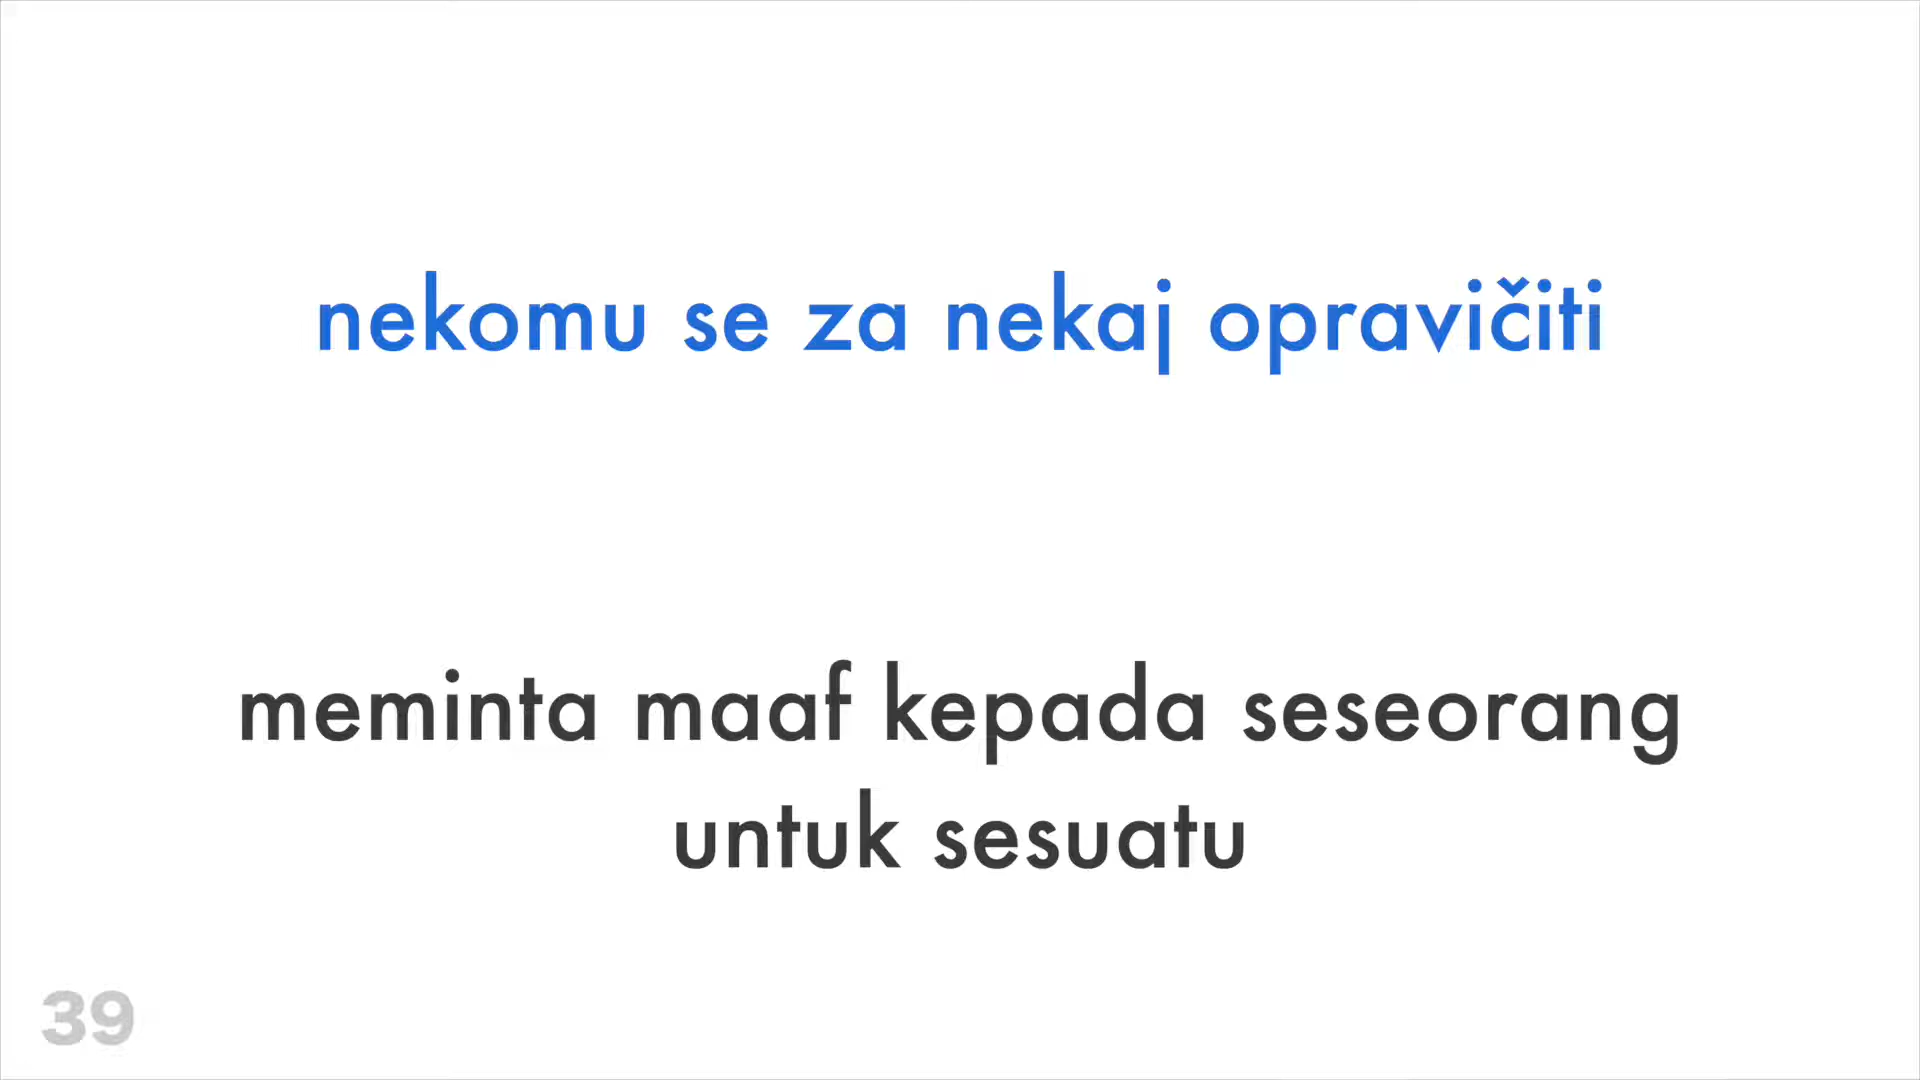 nekomu se za nekaj opravičiti
meminta maaf kepada seseorang
untuk sesuatu
39